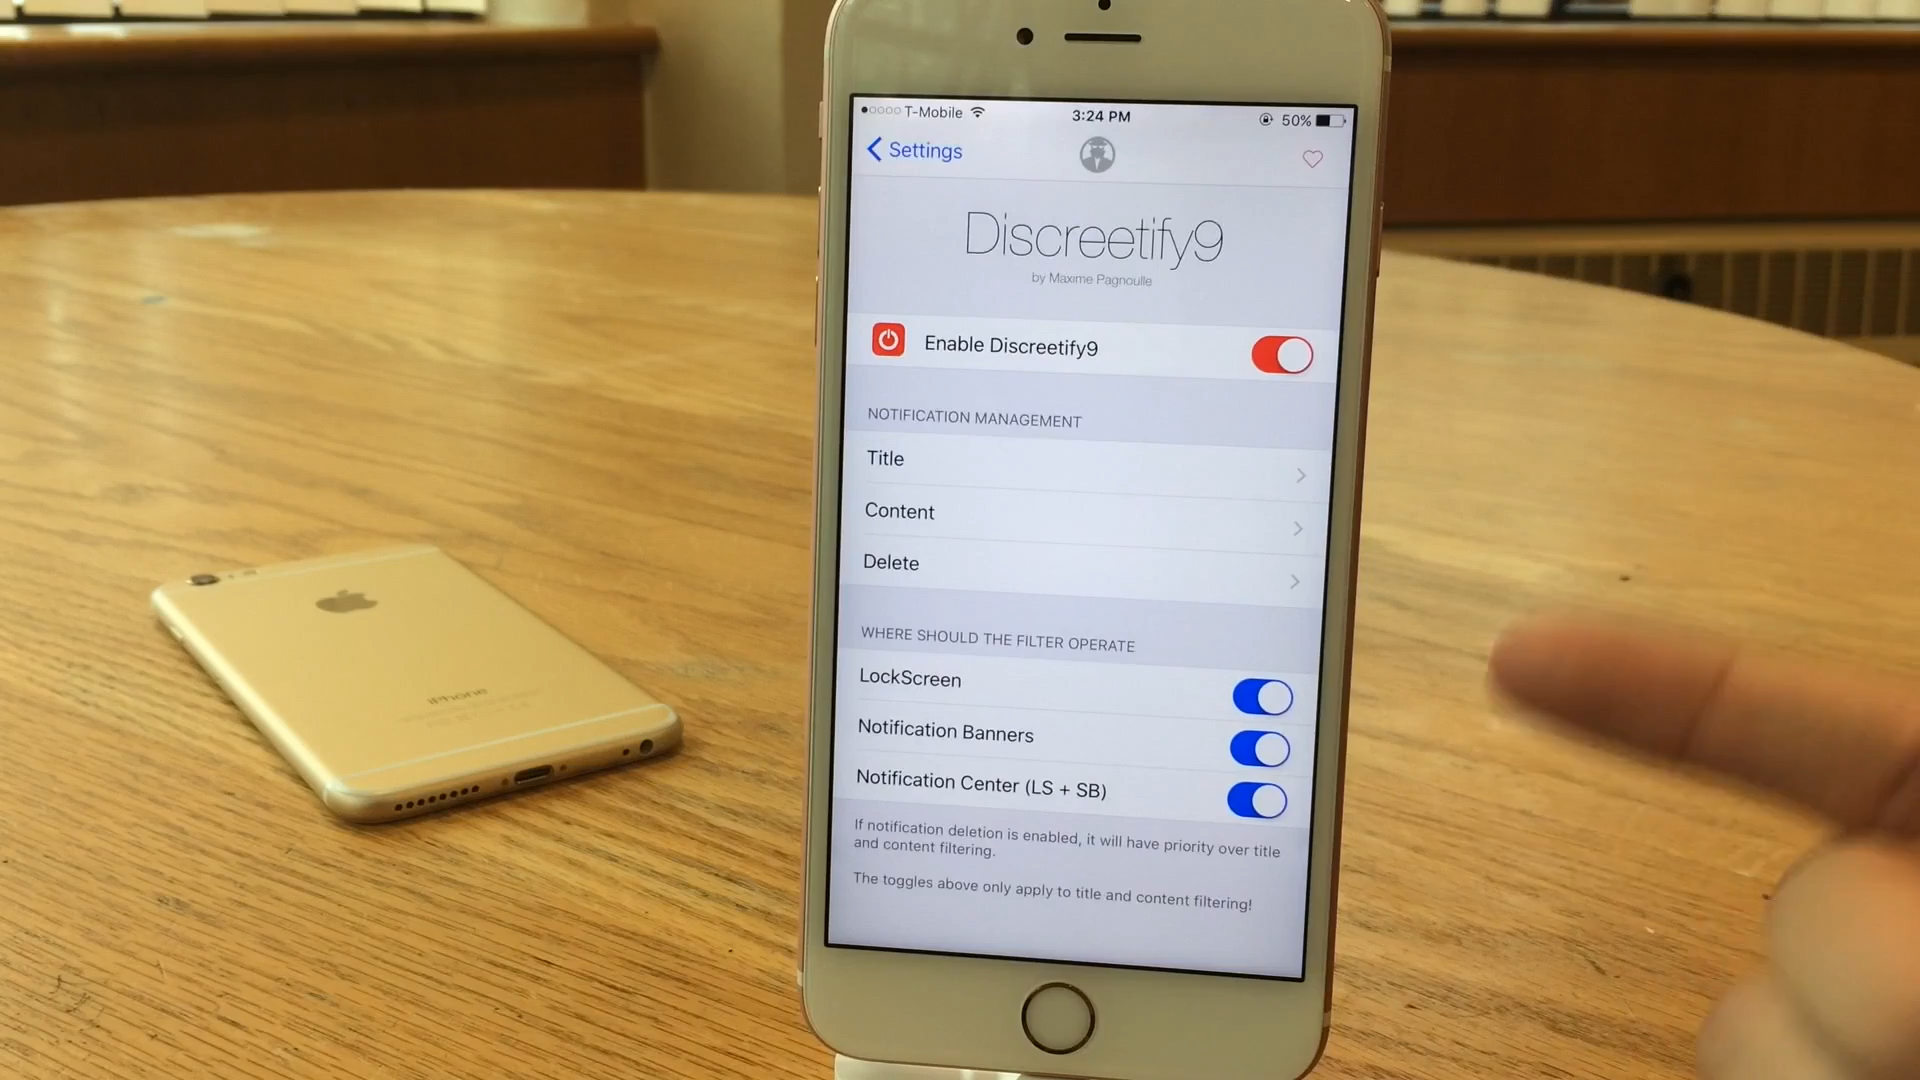 T-Mobile
3:24 PM
50%
Settings
Discreetify9
by Maxime Pagnoulle
Enable Discreetify9
NOTIFICATION MANAGEMENT
Title
Content
Delete
WHERE SHOULD THE FILTER OPERATE
LockScreen
Notification Banners
Notification Center (LS + SB)
If notification deletion is enabled, it will have priority over title
and content filtering.
The toggles above only apply to title and content filtering!
iPhone